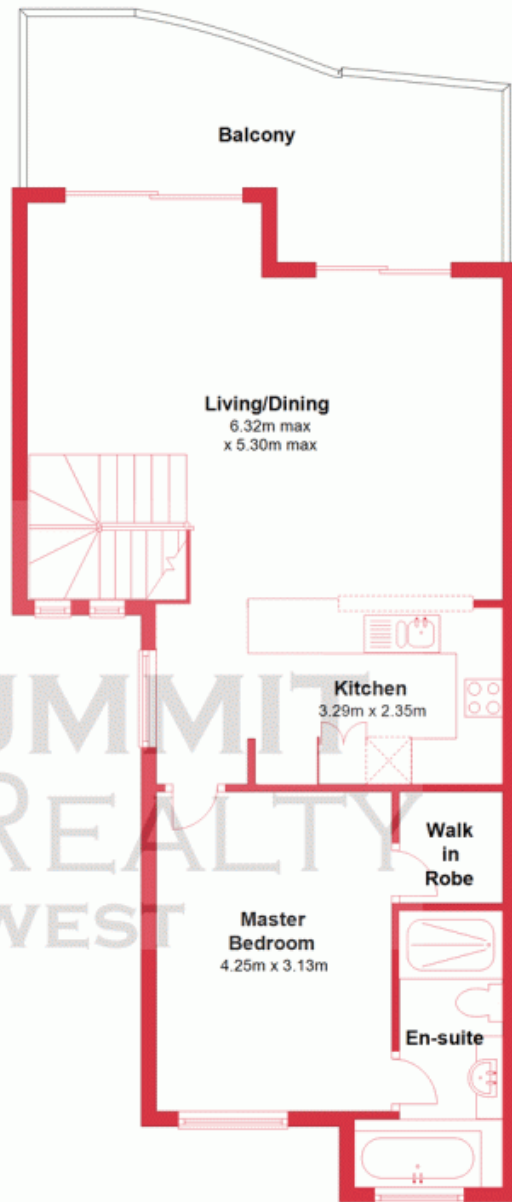 Balcony
Living/Dining
6.32m max
x 5.30m max
Kitchen
3.29m x 2.35m
SUMMIT
REALTY
WEST
Walk
in
Robe
Master
Bedroom
4.25m x 3.13m
En-suite